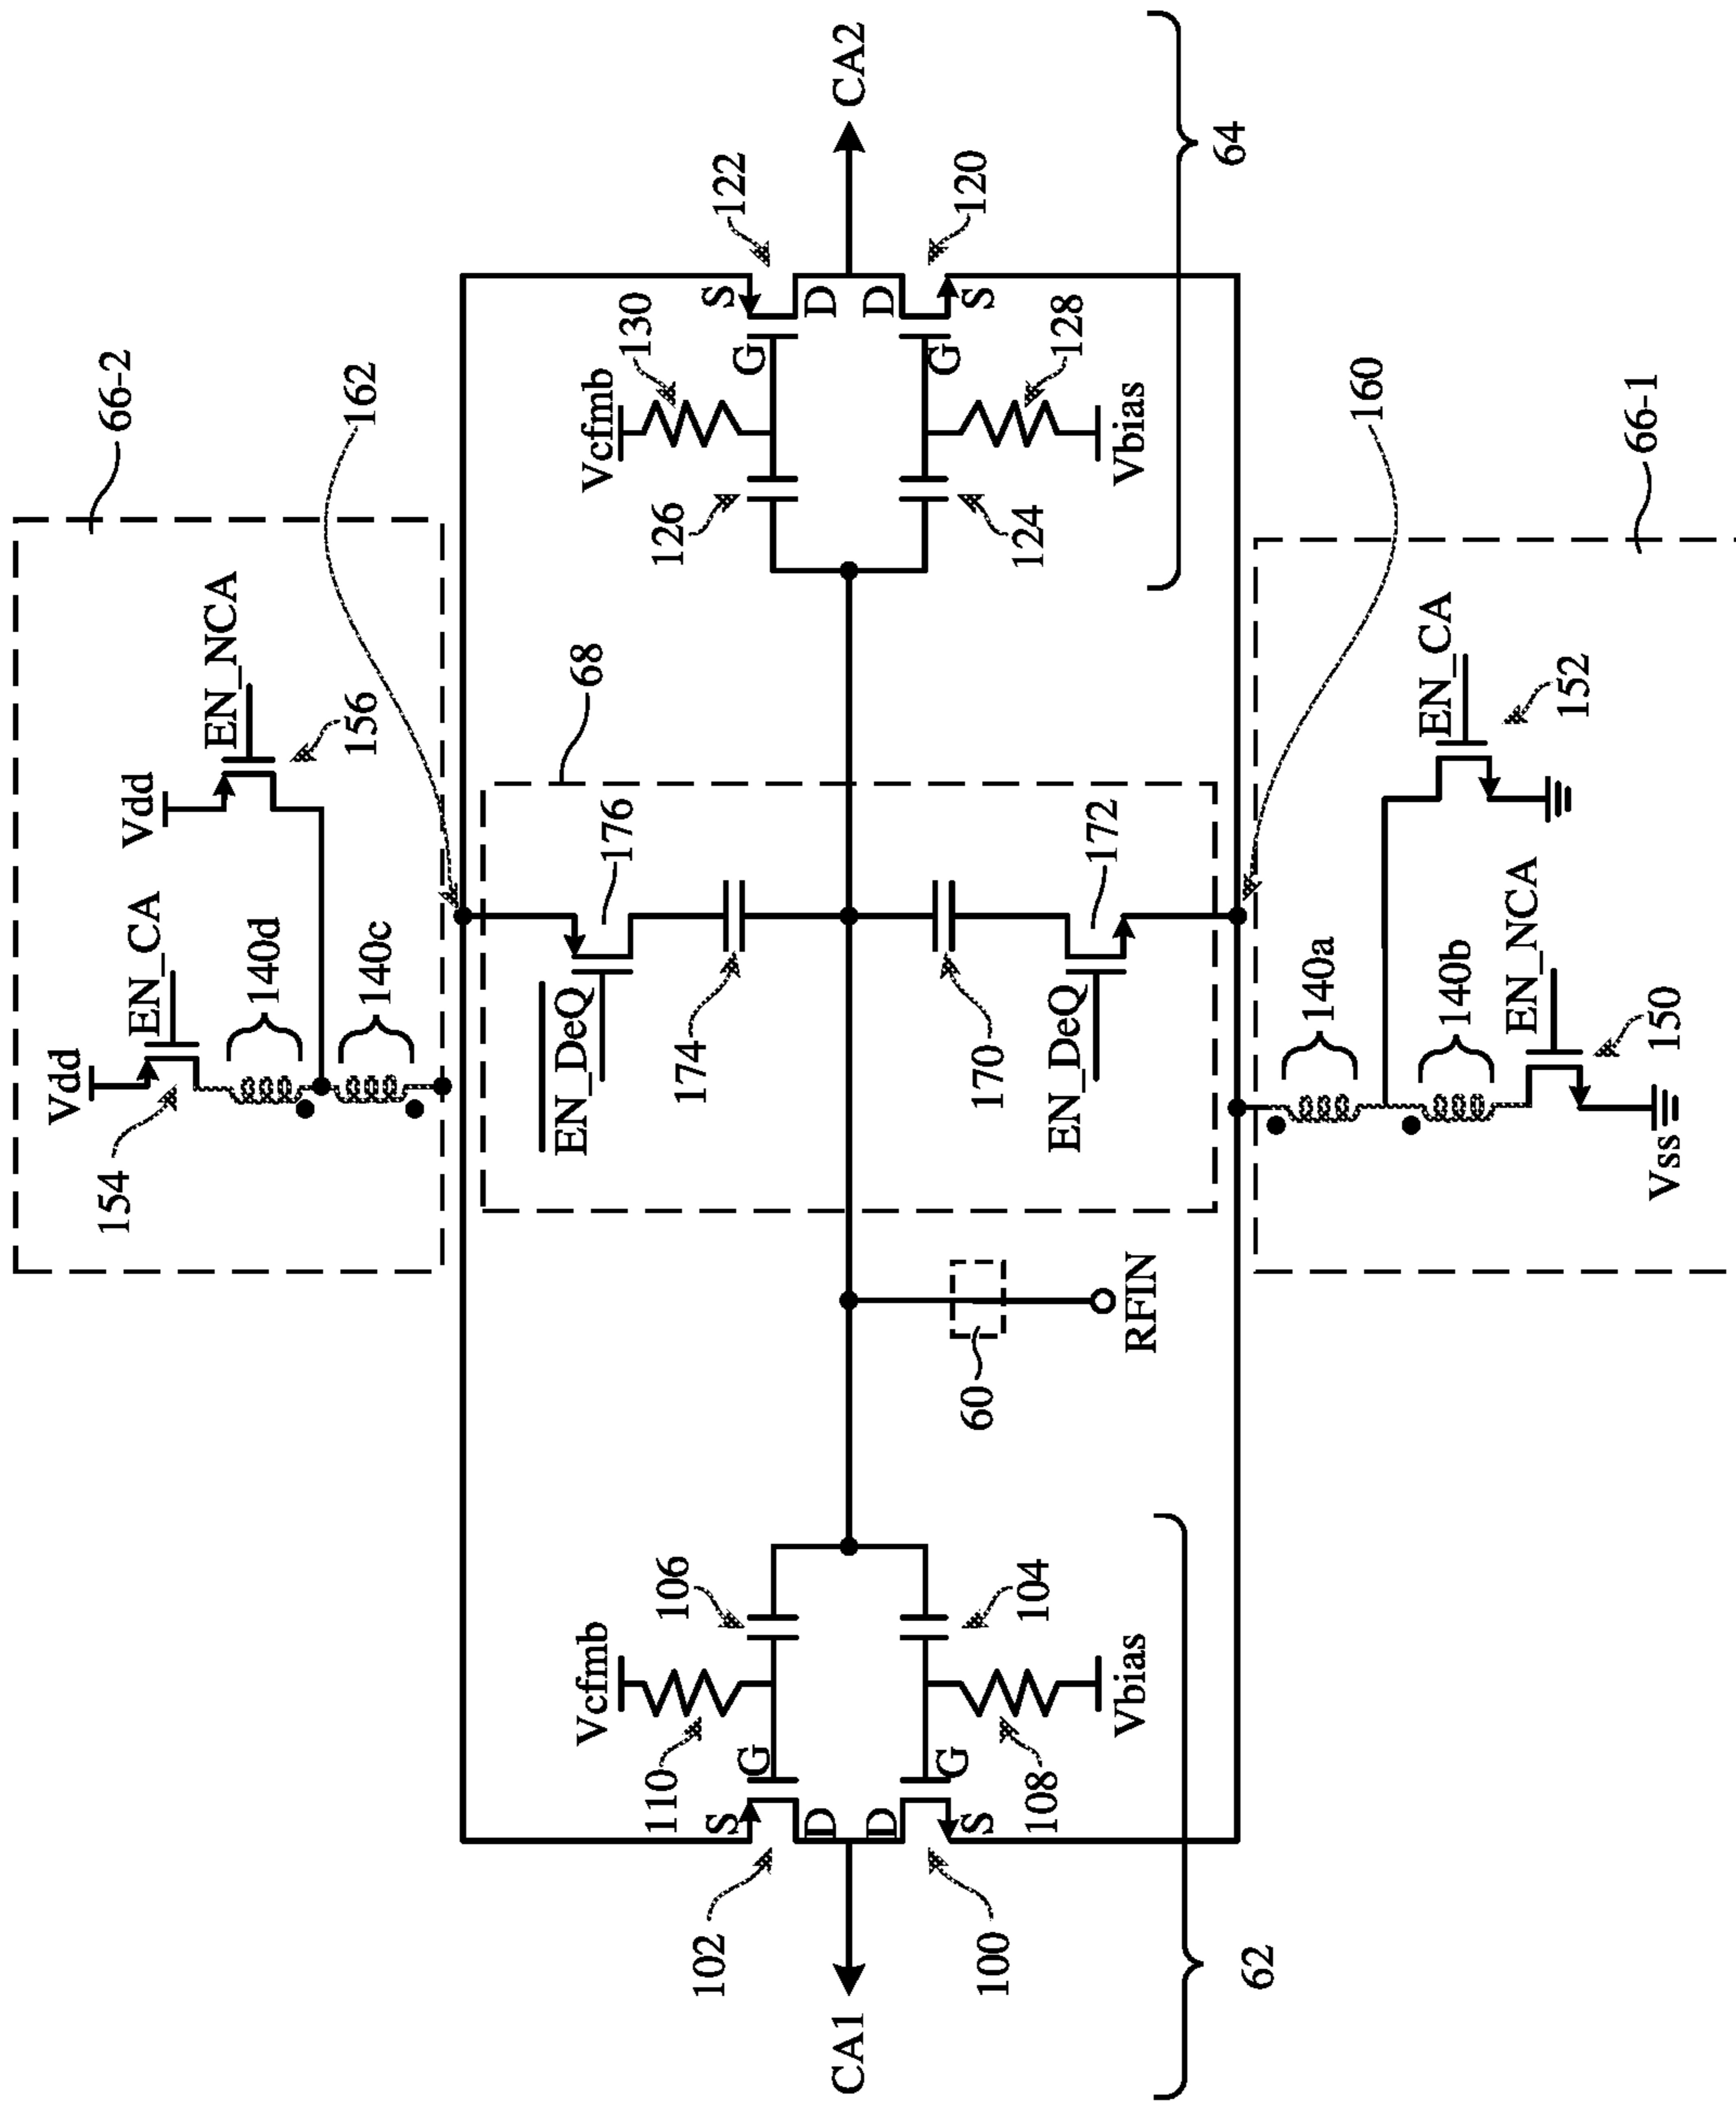 66-2
Vdd
Vdd
154
EN_CA
EN_NCA
140d
156
162
140c
68
Vcfmb
Vcfmb
EN_DeQ
176
130
110
106
126
122
102
S
G
174
G
S
D
D
CA1
CA2
D
D
60
170
G
G
S
S
100
108
104
124
128
120
EN_DeQ
172
Vbias
RFIN
Vbias
62
64
140a
160
140b
EN_CA
EN_NCA
152
Vss
150
66-1